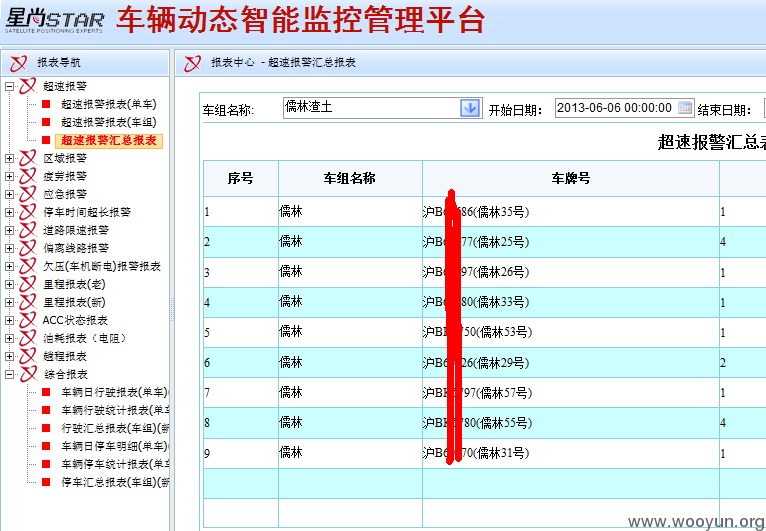 星尚STAR
SATELLITE POSITIONING EXPERTS
车辆动态智能监控管理平台
报表导航
超速报警
超速报警报表(单车)
超速报警报表(车组)
超速报警汇总报表
区域报警
疲劳报警
应急报警
停车时间超长报警
道路限速报警
偏离线路报警
欠压(车机断电)报警报表
里程报表(老)
里程报表(新)
ACC状态报表
油耗报表（电阻）
趟程报表
综合报表
车辆日行驶报表(单车)(
车辆行驶统计报表(单
行驶汇总报表(车组)(新
车辆日停车明细(单车)(
车辆停车统计报表(单
停车汇总报表(车组)(新
报表中心 - 超速报警汇总报表
车组名称: 儒林渣土 开始日期: 2013-06-06 00:00:00 结束日期:
超速报警汇总
序号 车组名称 车牌号
1 儒林 沪B 86(儒林35号) 1
2 儒林 沪B 77(儒林25号) 4
3 儒林 沪B 97(儒林26号) 1
4 儒林 沪B 80(儒林33号) 1
5 儒林 沪B 750(儒林53号) 1
6 儒林 沪B 26(儒林29号) 2
7 儒林 沪B 797(儒林57号) 1
8 儒林 沪B 780(儒林55号) 4
9 儒林 沪B 70(儒林31号) 1
www.wooyun.org